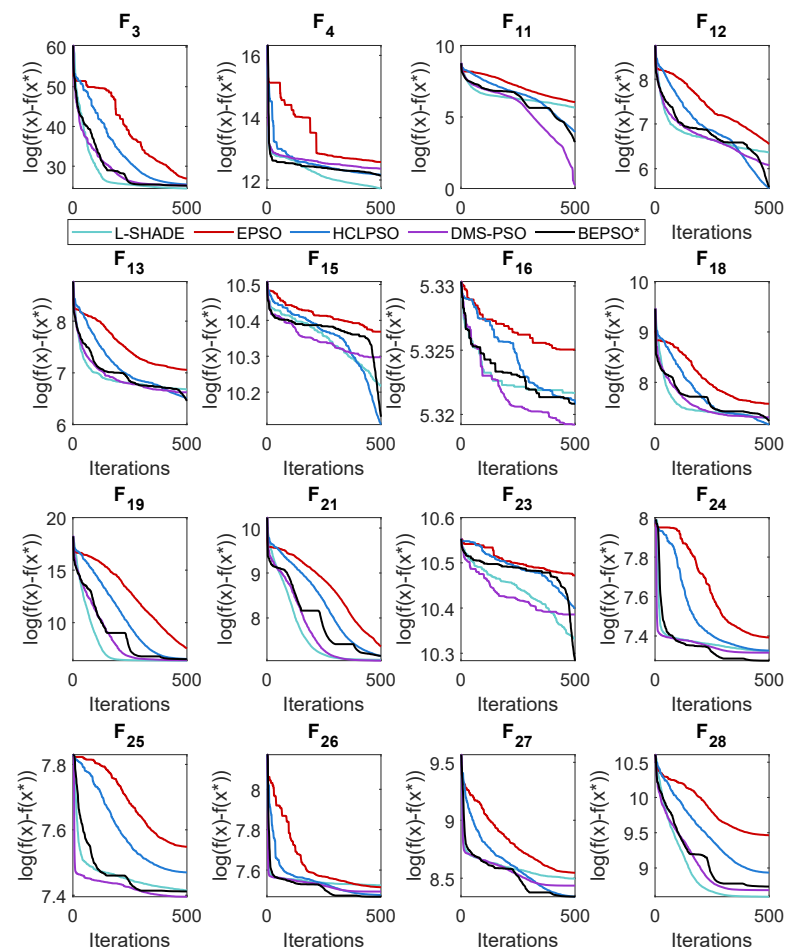 F3 F4 F11 F12
log(f(x)-f(x*)) 60 50 40 30 0 500
log(f(x)-f(x*)) 16 14 12 0 500
log(f(x)-f(x*)) 10 5 0 0 500
log(f(x)-f(x*)) 8 7 6 0 500
Iterations
L-SHADE EPSO HCLPSO DMS-PSO BEPSO*
F13 F15 F16 F18
log(f(x)-f(x*)) 8 7 6 0 500
log(f(x)-f(x*)) 10.5 10.4 10.3 10.2 0 500
log(f(x)-f(x*)) 5.33 5.325 5.32 0 500
log(f(x)-f(x*)) 10 9 8 0 500
Iterations Iterations Iterations Iterations
F19 F21 F23 F24
log(f(x)-f(x*)) 20 15 10 0 500
log(f(x)-f(x*)) 10 9 8 0 500
log(f(x)-f(x*)) 10.6 10.5 10.4 10.3 0 500
log(f(x)-f(x*)) 8 7.8 7.6 7.4 0 500
Iterations Iterations Iterations Iterations
F25 F26 F27 F28
log(f(x)-f(x*)) 7.8 7.6 7.4 0 500
log(f(x)-f(x*)) 8 7.8 7.6 0 500
log(f(x)-f(x*)) 9.5 9 8.5 0 500
log(f(x)-f(x*)) 10.5 10 9.5 9 0 500
Iterations Iterations Iterations Iterations